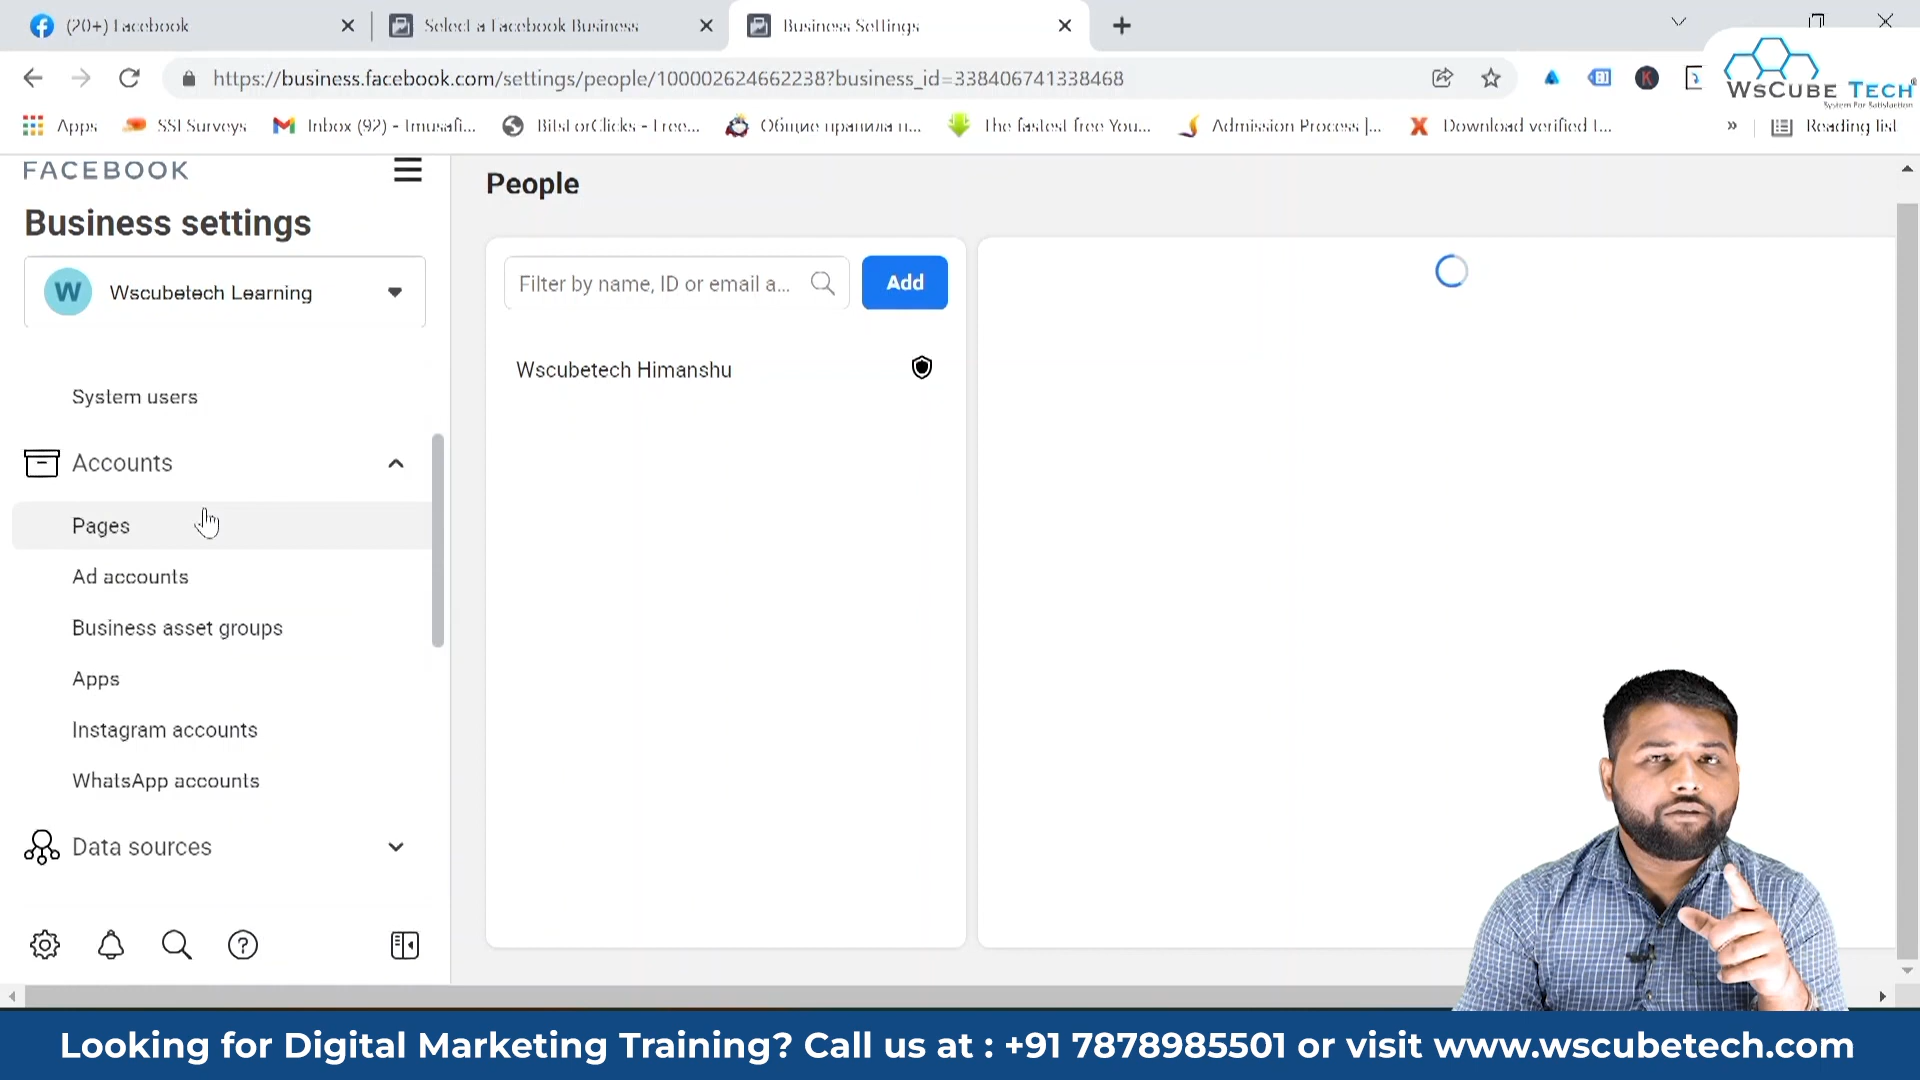 (20+) Facebook
Select a Facebook Business
Business Settings
https://business.facebook.com/settings/people/100002624662238?business_id=338406741338468
WsCube Tech
System For Satisfaction
Apps
SSI Surveys
Inbox (92) - Imusafi...
BitsForClicks - Free...
Общие правила п...
The fastest free You...
Admission Process |...
Download verified t...
»
Reading list
FACEBOOK
Business settings
W
Wscubetech Learning
System users
Accounts
Pages
Ad accounts
Business asset groups
Apps
Instagram accounts
WhatsApp accounts
Data sources
People
Filter by name, ID or email a...
Add
Wscubetech Himanshu
Looking for Digital Marketing Training? Call us at : +91 7878985501 or visit www.wscubetech.com